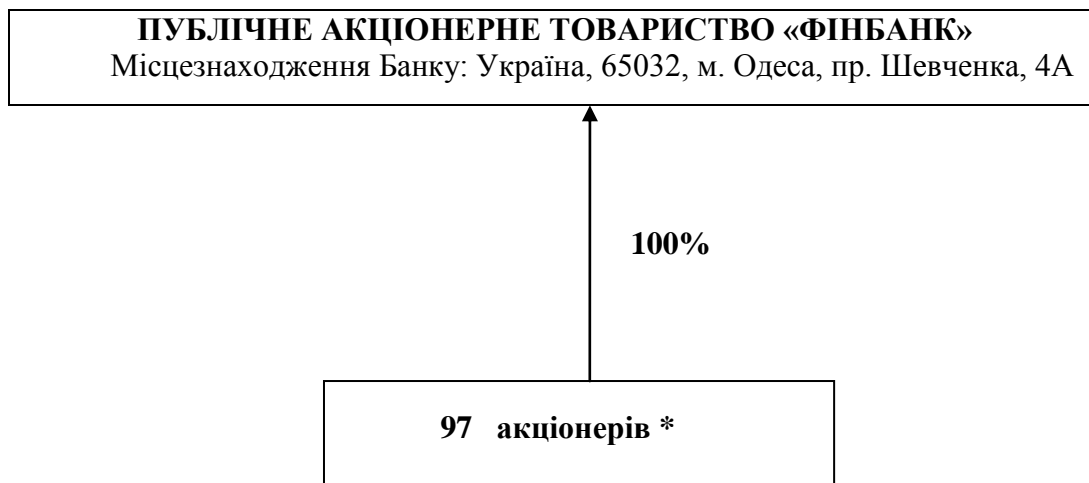 ПУБЛІЧНЕ АКЦІОНЕРНЕ ТОВАРИСТВО «ФІНБАНК»
Місцезнаходження Банку: Україна, 65032, м. Одеса, пр. Шевченка, 4А
100%
97 акціонерів *